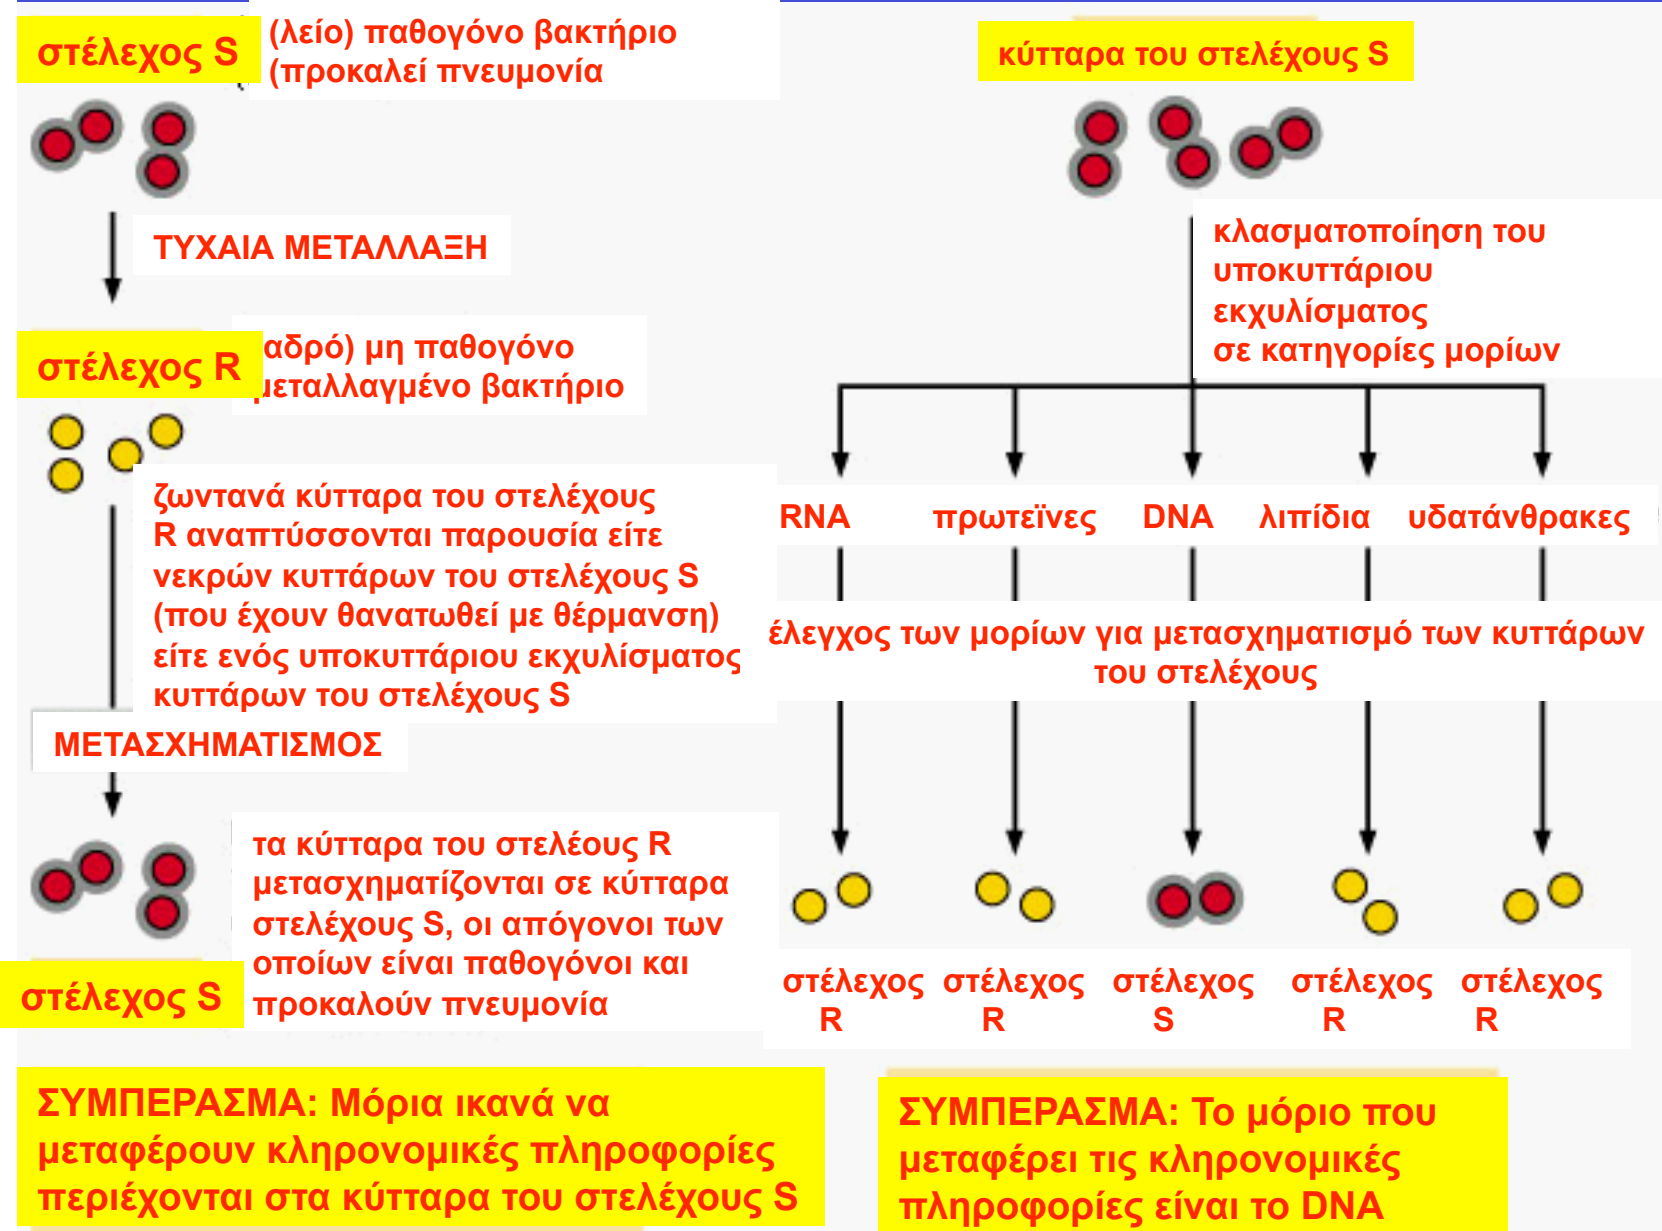 στέλεχος S
(λείο) παθογόνο βακτήριο
(προκαλεί πνευμονία
ΤΥΧΑΙΑ ΜΕΤΑΛΛΑΞΗ
στέλεχος R
αδρό) μη παθογόνο
μεταλλαγμένο βακτήριο
ζωντανά κύτταρα του στελέχους
R αναπτύσσονται παρουσία είτε
νεκρών κυττάρων του στελέχους S
(που έχουν θανατωθεί με θέρμανση)
είτε ενός υποκυττάριου εκχυλίσματος
κυττάρων του στελέχους S
ΜΕΤΑΣΧΗΜΑΤΙΣΜΟΣ
τα κύτταρα του στελέους R
μετασχηματίζονται σε κύτταρα
στελέχους S, οι απόγονοι των
οποίων είναι παθογόνοι και
προκαλούν πνευμονία
στέλεχος S
ΣΥΜΠΕΡΑΣΜΑ: Μόρια ικανά να
μεταφέρουν κληρονομικές πληροφορίες
περιέχονται στα κύτταρα του στελέχους S
κύτταρα του στελέχους S
κλασματοποίηση του
υποκυττάριου
εκχυλίσματος
σε κατηγορίες μορίων
RNA πρωτεϊνες DNA λιπίδια υδατάνθρακες
έλεγχος των μορίων για μετασχηματισμό των κυττάρων
του στελέχους
στέλεχος στέλεχος στέλεχος στέλεχος στέλεχος
R R S R R
ΣΥΜΠΕΡΑΣΜΑ: Το μόριο που
μεταφέρει τις κληρονομικές
πληροφορίες είναι το DNA